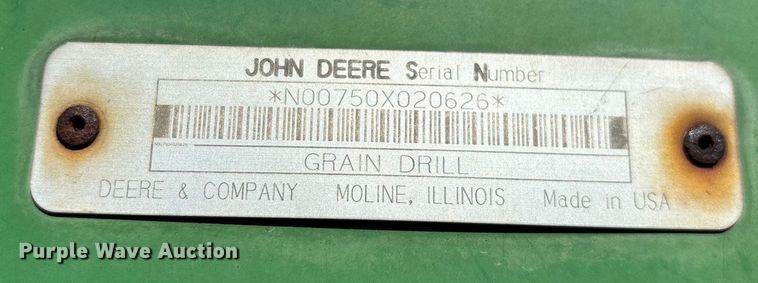 JOHN DEERE Serial Number
*N00750X020626*
GRAIN DRILL
DEERE & COMPANY MOLINE, ILLINOIS Made in USA
Purple Wave Auction